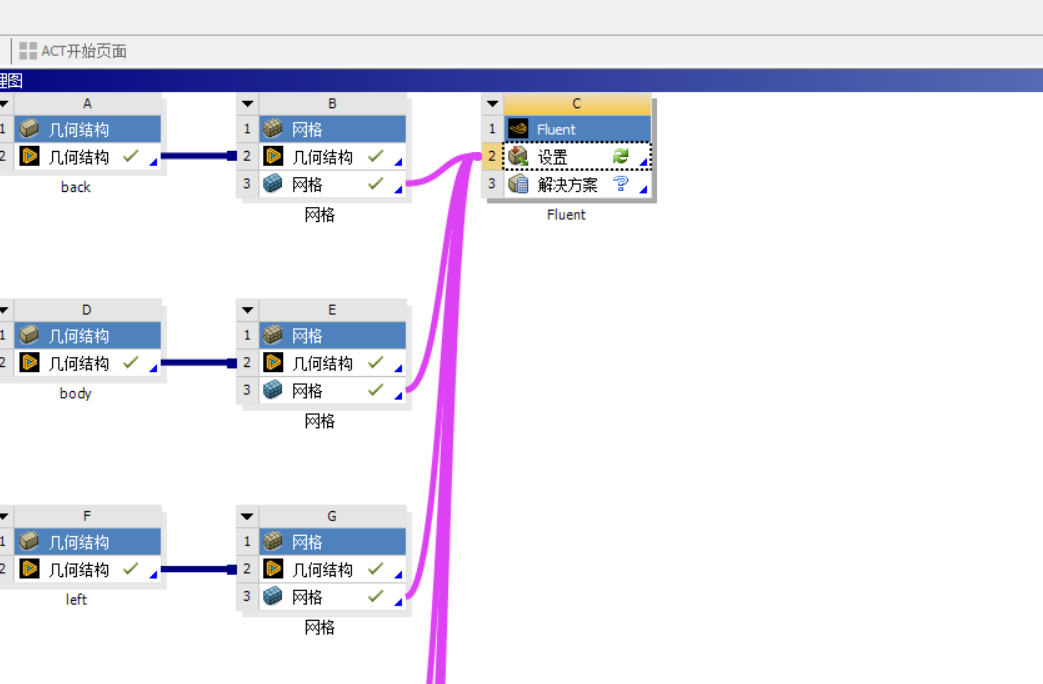 ACT开始页面
理图
A
1 几何结构
2 几何结构
back
B
1 网格
2 几何结构
3 网格
网格
C
1 Fluent
2 设置
3 解决方案
Fluent
D
1 几何结构
2 几何结构
body
E
1 网格
2 几何结构
3 网格
网格
F
1 几何结构
2 几何结构
left
G
1 网格
2 几何结构
3 网格
网格